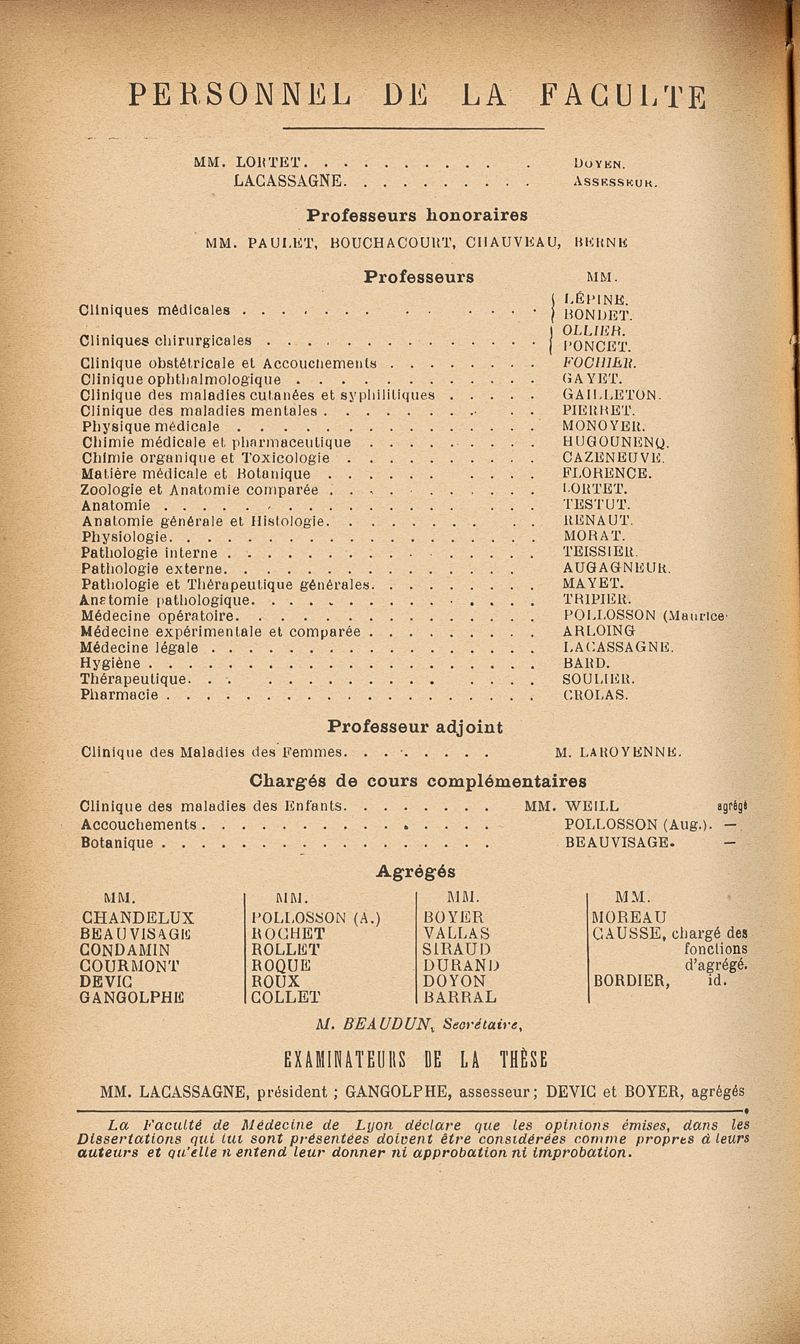 PERSONNEL DE LA FACULTE
MM. LORTET. . . . . . . . . . . DOYEN.
LACASSAGNE. . . . . . . . . . ASSESSEUR.
Professeurs honoraires
MM. PAULET, BOUCHACOURT, CHAUVEAU, BERNE
Professeurs MM.
Cliniques médicales . . . . . . . . . . . . { LÉPINE.
BONDET.
Cliniques chirurgicales . . . . . . . . . . . { OLLIER.
PONCET.
Clinique obstétricale et Accouchements . . . . . . . . FOCHIER.
Clinique ophthalmologique . . . . . . . . . . . . GAYET.
Clinique des maladies cutanées et syphilitiques . . . . . GAILLETON.
Clinique des maladies mentales . . . . . . . . . . PIERRET.
Physique médicale . . . . . . . . . . . . . . MONOYER.
Chimie médicale et pharmaceutique . . . . . . . . . HUGOUNENQ.
Chimie organique et Toxicologie . . . . . . . . . . CAZENEUVE.
Matière médicale et Botanique . . . . . . . . . . FLORENCE.
Zoologie et Anatomie comparée . . . . . . . . . . . LORTET.
Anatomie . . . . . . . . . . . . . . . . . TESTUT.
Anatomie générale et Histologie. . . . . . . . . . RENAUT.
Physiologie. . . . . . . . . . . . . . . . . MORAT.
Pathologie interne . . . . . . . . . . . . . . TEISSIER.
Pathologie externe. . . . . . . . . . . . . . AUGAGNEUR.
Pathologie et Thérapeutique générales. . . . . . . . . MAYET.
Anatomie pathologique. . . . . . . . . . . . . TRIPIER.
Médecine opératoire. . . . . . . . . . . . . . POLLOSSON (Maurice
Médecine expérimentale et comparée . . . . . . . . . ARLOING
Médecine légale . . . . . . . . . . . . . . . LACASSAGNE.
Hygiène . . . . . . . . . . . . . . . . . . BARD.
Thérapeutique. . . . . . . . . . . . . . . . SOULIER.
Pharmacie . . . . . . . . . . . . . . . . . CROLAS.
Professeur adjoint
Clinique des Maladies des Femmes. . . . . . . . M. LAROYENNE.
Chargés de cours complémentaires
Clinique des maladies des Enfants. . . . . . . . MM. WEILL agrégé
Accouchements . . . . . . . . . . . . . POLLOSSON (Aug.). —
Botanique . . . . . . . . . . . . . . . BEAUVISAGE. —
Agrégés
MM. MM. MM. MM.
CHANDELUX POLLOSSON (A.) BOYER MOREAU
BEAUVISAGE ROCHET VALLAS CAUSSE, chargé des
CONDAMIN ROLLET SIRAUD fonctions
COURMONT ROQUE DURAND d'agrégé.
DEVIC ROUX DOYON BORDIER, id.
GANGOLPHE COLLET BARRAL
M. BEAUDUN, Secrétaire,
EXAMINATEURS DE LA THÈSE
MM. LACASSAGNE, président ; GANGOLPHE, assesseur ; DEVIC et BOYER, agrégés
La Faculté de Médecine de Lyon déclare que les opinions émises, dans les
Dissertations qui lui sont présentées doivent être considérées comme propres à leurs
auteurs et qu'elle n entend leur donner ni approbation ni improbation.